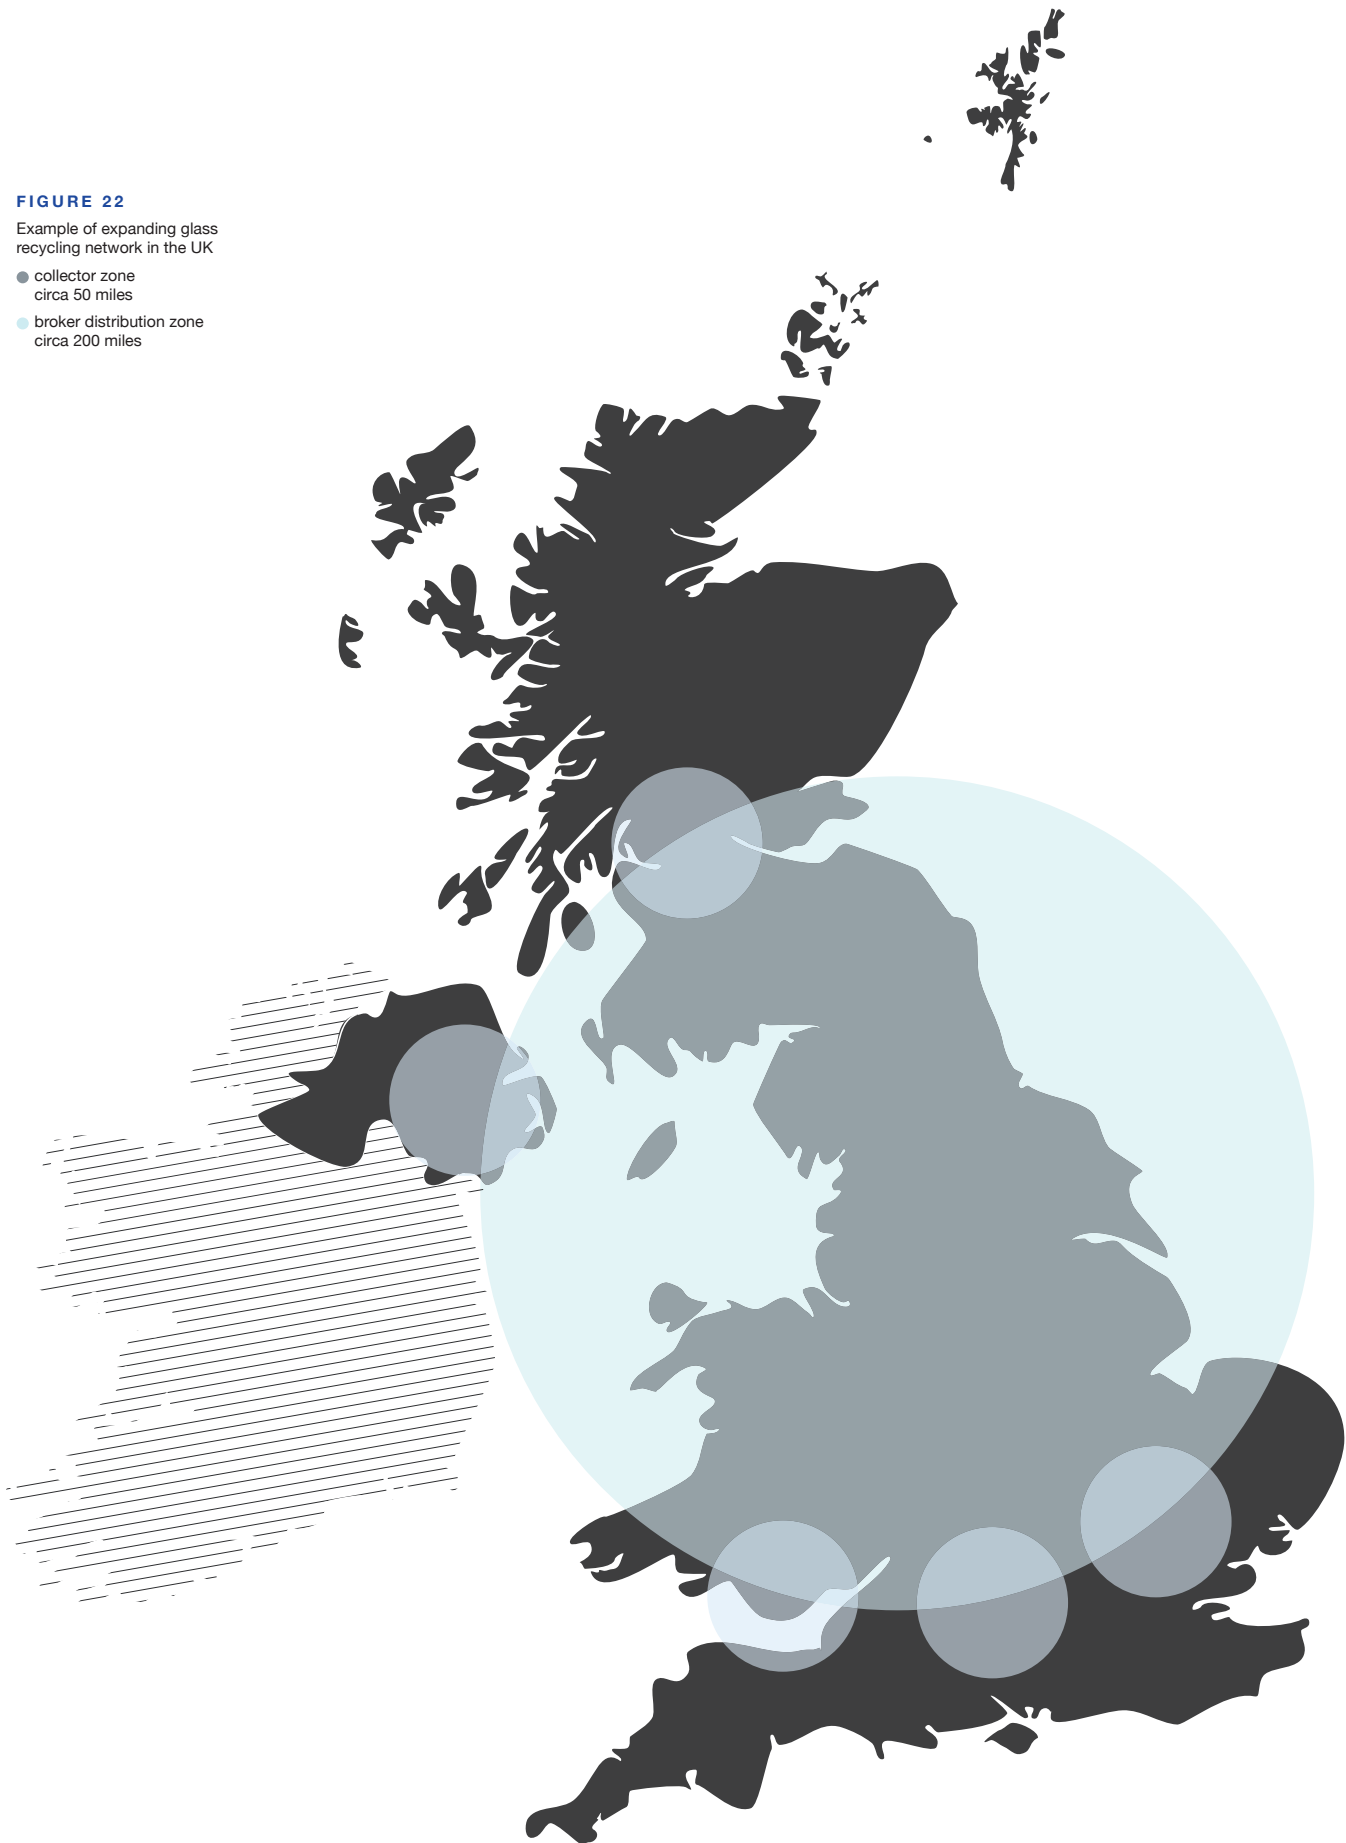 FIGURE 22
Example of expanding glass
recycling network in the UK
collector zone
circa 50 miles
broker distribution zone
circa 200 miles